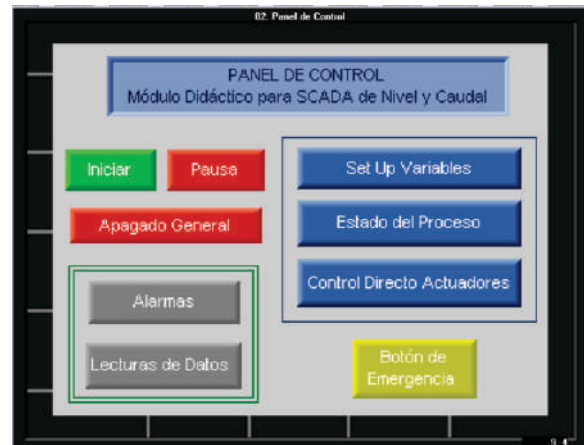 02. Panel de Control
PANEL DE CONTROL
Módulo Didáctico para SCADA de Nivel y Caudal
Iniciar
Pausa
Apagado General
Alarmas
Lecturas de Datos
Set Up Variables
Estado del Proceso
Control Directo Actuadores
Botón de
Emergencia